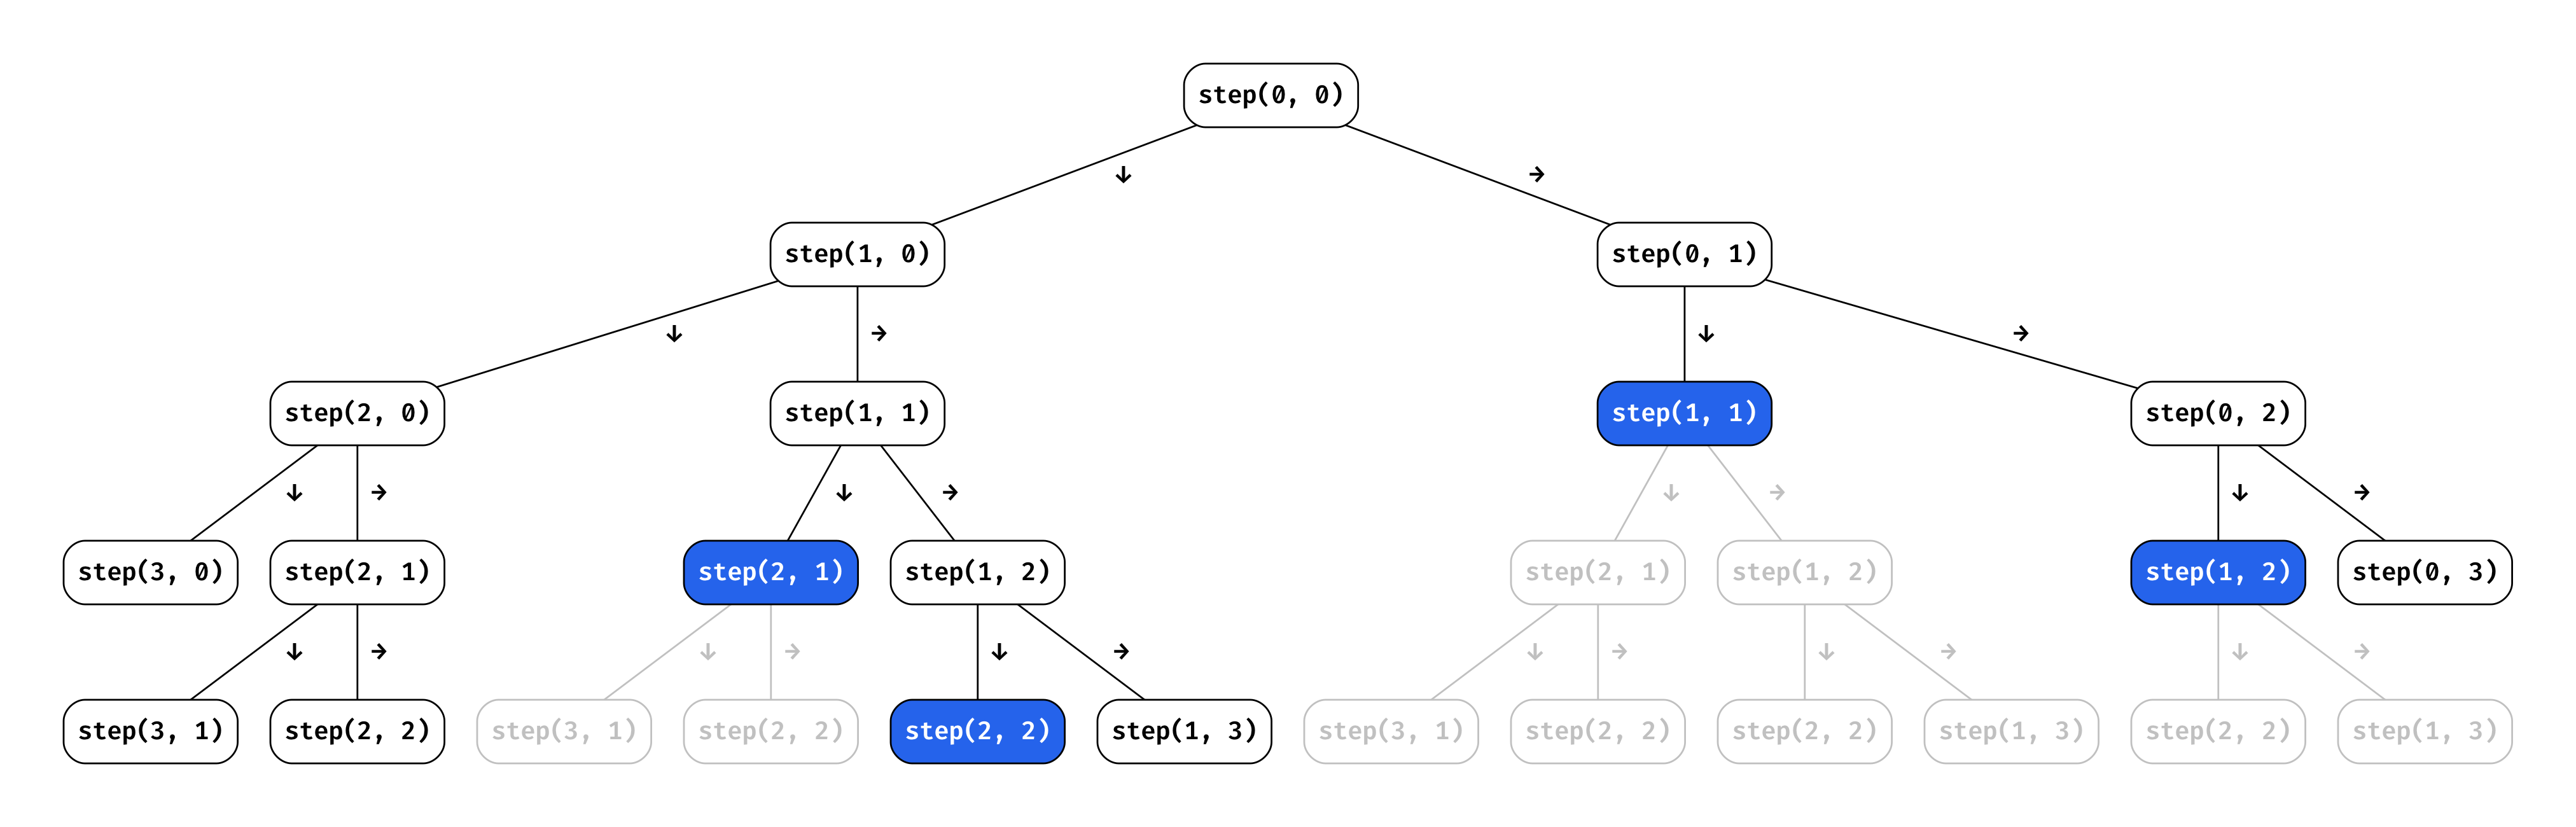 step(0, 0)
↓ →
step(1, 0) step(0, 1)
↓ → ↓ →
step(2, 0) step(1, 1) step(1, 1) step(0, 2)
↓ → ↓ → ↓ → ↓ →
step(3, 0) step(2, 1) step(2, 1) step(1, 2) step(2, 1) step(1, 2) step(1, 2) step(0, 3)
↓ → ↓ → ↓ → ↓ → ↓ → ↓ →
step(3, 1) step(2, 2) step(3, 1) step(2, 2) step(2, 2) step(1, 3) step(3, 1) step(2, 2) step(2, 2) step(1, 3) step(2, 2) step(1, 3)